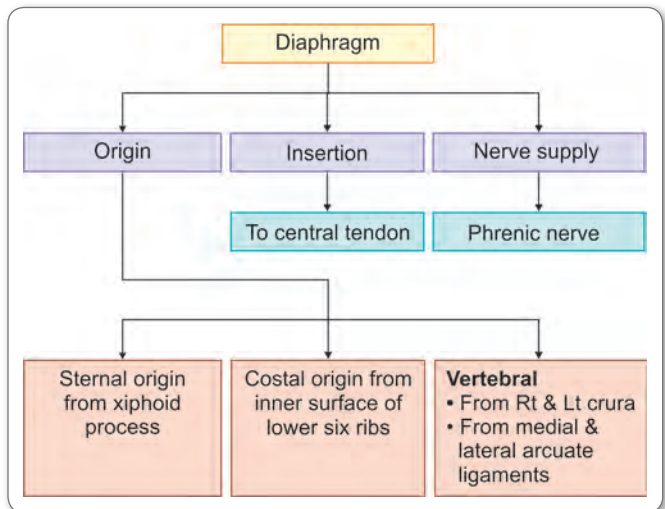 Diaphragm
Origin
Insertion
Nerve supply
To central tendon
Phrenic nerve
Sternal origin
from xiphoid
process
Costal origin from
inner surface of
lower six ribs
Vertebral
• From Rt & Lt crura
• From medial &
lateral arcuate
ligaments